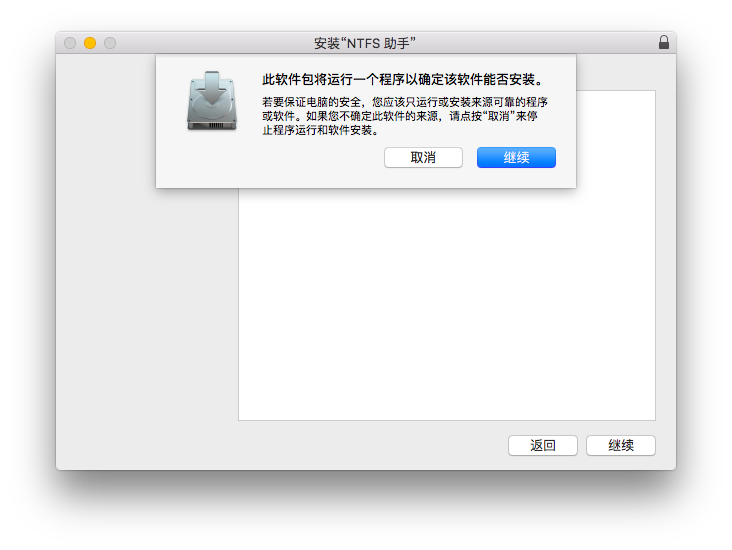 安装“NTFS 助手”
此软件包将运行一个程序以确定该软件能否安装。
若要保证电脑的安全，您应该只运行或安装来源可靠的程序
或软件。如果您不确定此软件的来源，请点按“取消”来停
止程序运行和软件安装。
取消
继续
返回
继续